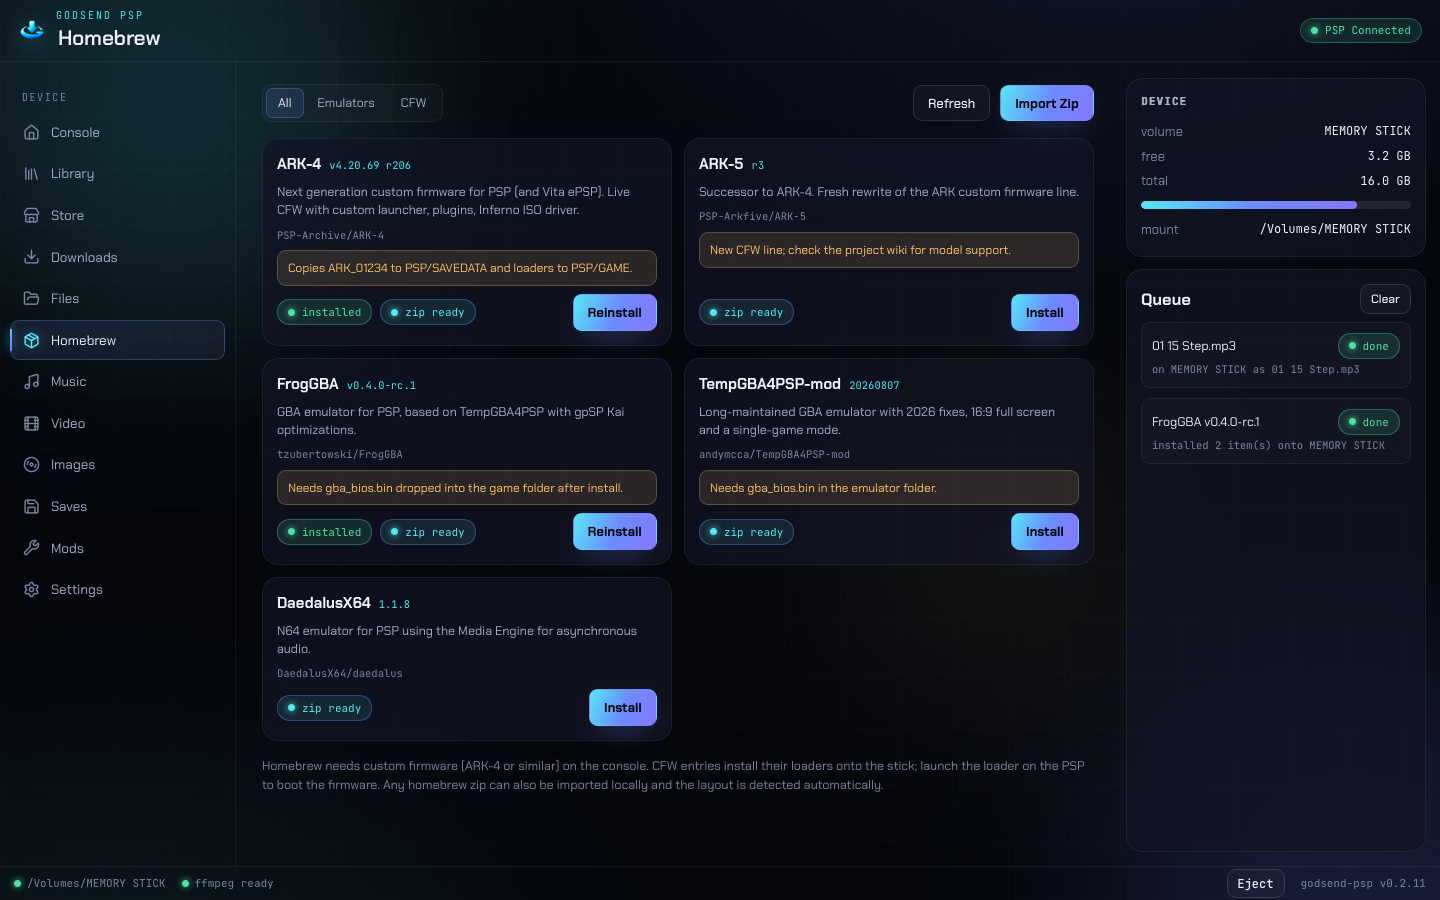 GODSEND PSP
Homebrew
PSP Connected
DEVICE
Console
Library
Store
Downloads
Files
Homebrew
Music
Video
Images
Saves
Mods
Settings
All
Emulators
CFW
Refresh
Import Zip
ARK-4 v4.20.69 r206
Next generation custom firmware for PSP (and Vita ePSP). Live
CFW with custom launcher, plugins, Inferno ISO driver.
PSP-Archive/ARK-4
Copies ARK_01234 to PSP/SAVEDATA and loaders to PSP/GAME.
installed
zip ready
Reinstall
ARK-5 r3
Successor to ARK-4. Fresh rewrite of the ARK custom firmware line.
PSP-Arkfive/ARK-5
New CFW line; check the project wiki for model support.
zip ready
Install
FrogGBA v0.4.0-rc.1
GBA emulator for PSP, based on TempGBA4PSP with gpSP Kai
optimizations.
tzubertowski/FrogGBA
Needs gba_bios.bin dropped into the game folder after install.
installed
zip ready
Reinstall
TempGBA4PSP-mod 20260807
Long-maintained GBA emulator with 2026 fixes, 16:9 full screen
and a single-game mode.
andymcca/TempGBA4PSP-mod
Needs gba_bios.bin in the emulator folder.
zip ready
Install
DaedalusX64 1.1.8
N64 emulator for PSP using the Media Engine for asynchronous
audio.
DaedalusX64/daedalus
zip ready
Install
Homebrew needs custom firmware (ARK-4 or similar) on the console. CFW entries install their loaders onto the stick; launch the loader on the PSP
to boot the firmware. Any homebrew zip can also be imported locally and the layout is detected automatically.
DEVICE
volume MEMORY STICK
free 3.2 GB
total 16.0 GB
mount /Volumes/MEMORY STICK
Queue
Clear
01 15 Step.mp3
done
on MEMORY STICK as 01 15 Step.mp3
FrogGBA v0.4.0-rc.1
done
installed 2 item(s) onto MEMORY STICK
/Volumes/MEMORY STICK
ffmpeg ready
Eject
godsend-psp v0.2.11